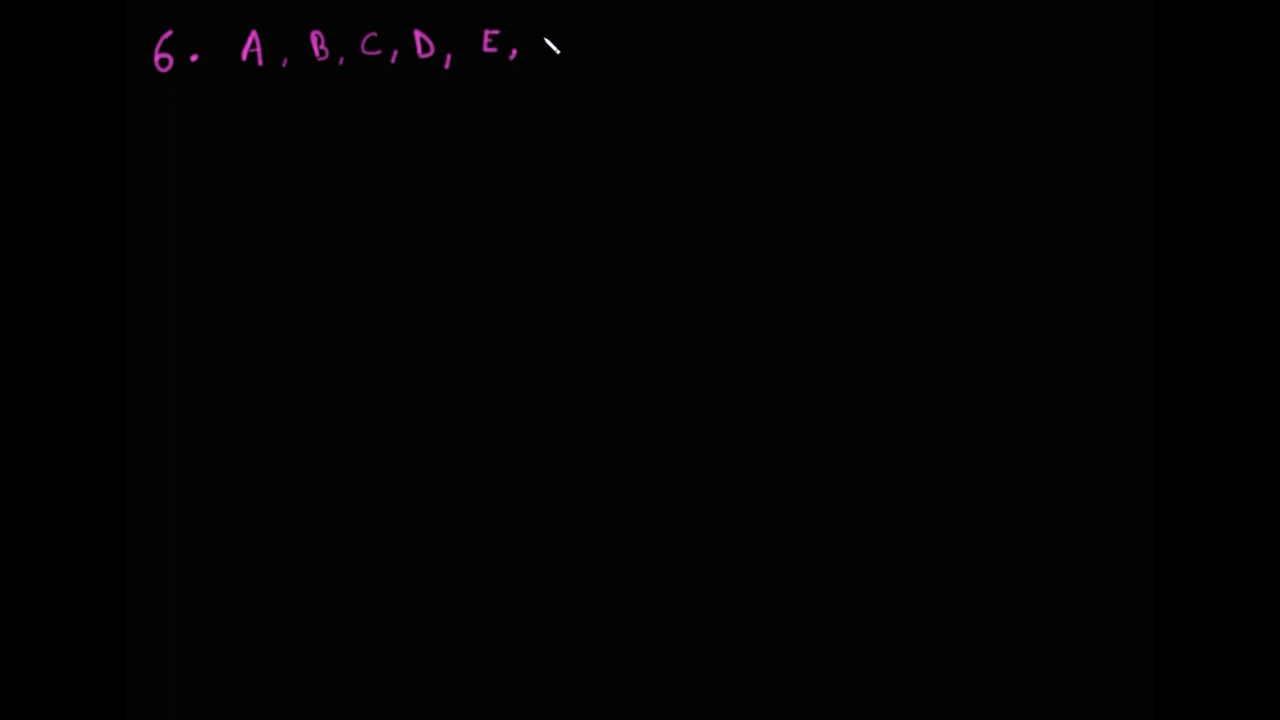 6. A, B, C, D, E,